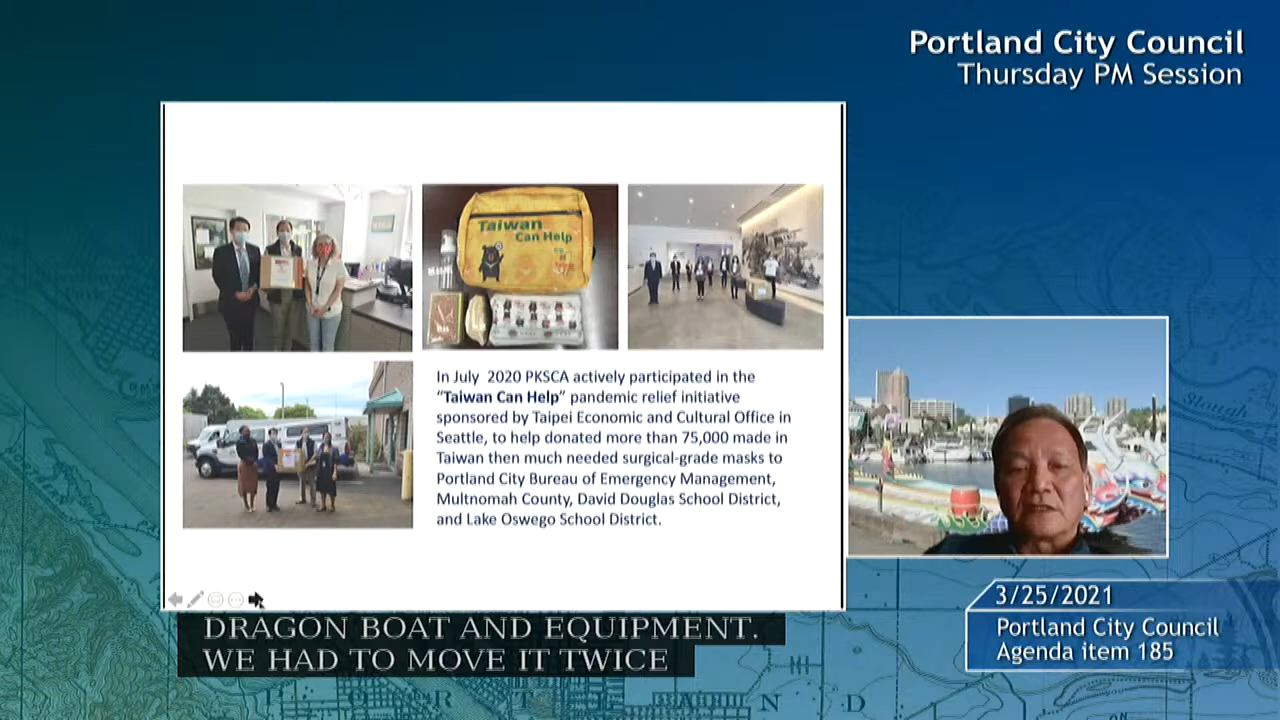 Portland City Council
Thursday PM Session
Taiwan
Can Help
In July 2020 PKSCA actively participated in the
“Taiwan Can Help” pandemic relief initiative
sponsored by Taipei Economic and Cultural Office in
Seattle, to help donated more than 75,000 made in
Taiwan then much needed surgical-grade masks to
Portland City Bureau of Emergency Management,
Multnomah County, David Douglas School District,
and Lake Oswego School District.
DRAGON BOAT AND EQUIPMENT.
WE HAD TO MOVE IT TWICE
3/25/2021
Portland City Council
Agenda item 185
Slough